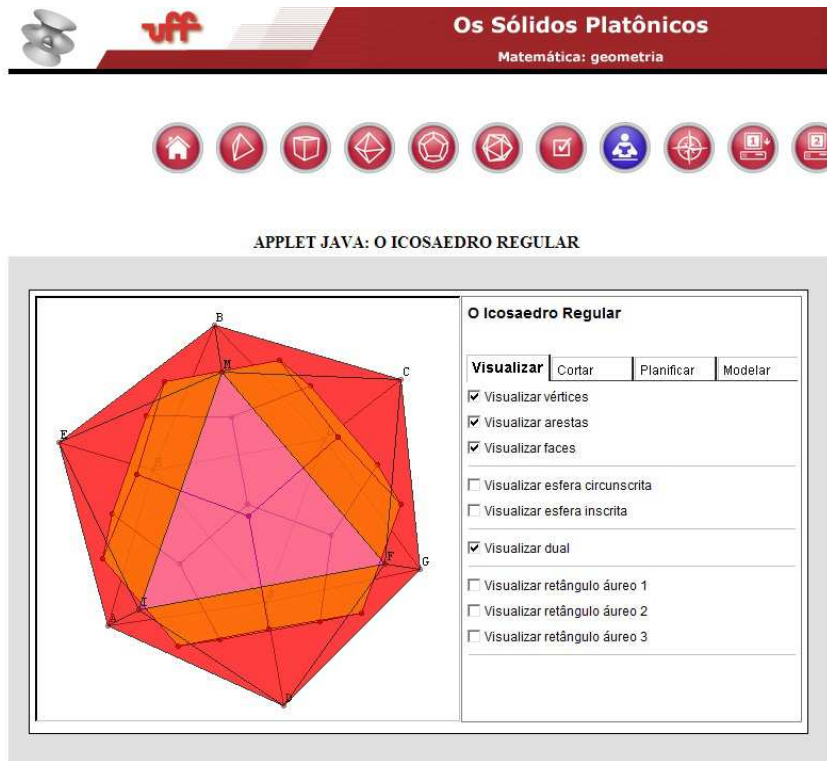 uff
Os Sólidos Platônicos
Matemática: geometria
1
2
APPLET JAVA: O ICOSAEDRO REGULAR
B
M
C
E
F
G
I
A
D
O Icosaedro Regular
Visualizar Cortar Planificar Modelar
Visualizar vértices
Visualizar arestas
Visualizar faces
Visualizar esfera circunscrita
Visualizar esfera inscrita
Visualizar dual
Visualizar retângulo áureo 1
Visualizar retângulo áureo 2
Visualizar retângulo áureo 3